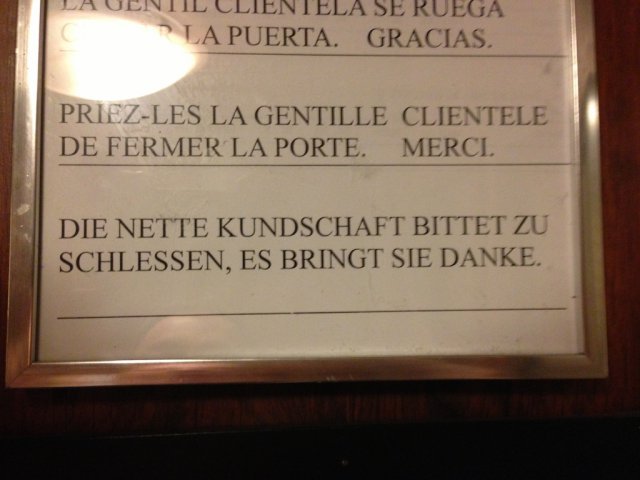 LA GENTIL CLIENTELA SE RUEGA
LA PUERTA. GRACIAS.
PRIEZ-LES LA GENTILLE CLIENTELE
DE FERMER LA PORTE. MERCI.
DIE NETTE KUNDSCHAFT BITTET ZU
SCHLESSEN, ES BRINGT SIE DANKE.